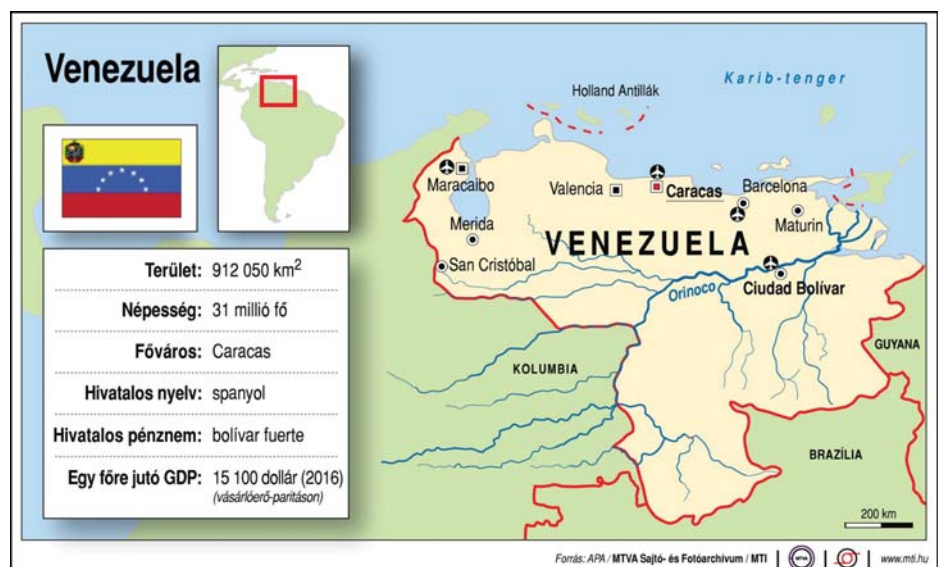 Venezuela
Terület: 912 050 km²
Népesség: 31 millió fő
Főváros: Caracas
Hivatalos nyelv: spanyol
Hivatalos pénznem: bolívar fuerte
Egy főre jutó GDP: 15 100 dollár (2016)
(vásárlóerő-paritáson)
Karib-tenger
Holland Antillák
Maracaibo
Valencia
Caracas
Barcelona
Merida
Maturin
VENEZUELA
San Cristóbal
Orinoco
Ciudad Bolívar
KOLUMBIA
GUYANA
BRAZÍLIA
200 km
Forrás: APA / MTVA Sajtó- és Fotóarchívum / MTI
MTVA
www.mti.hu